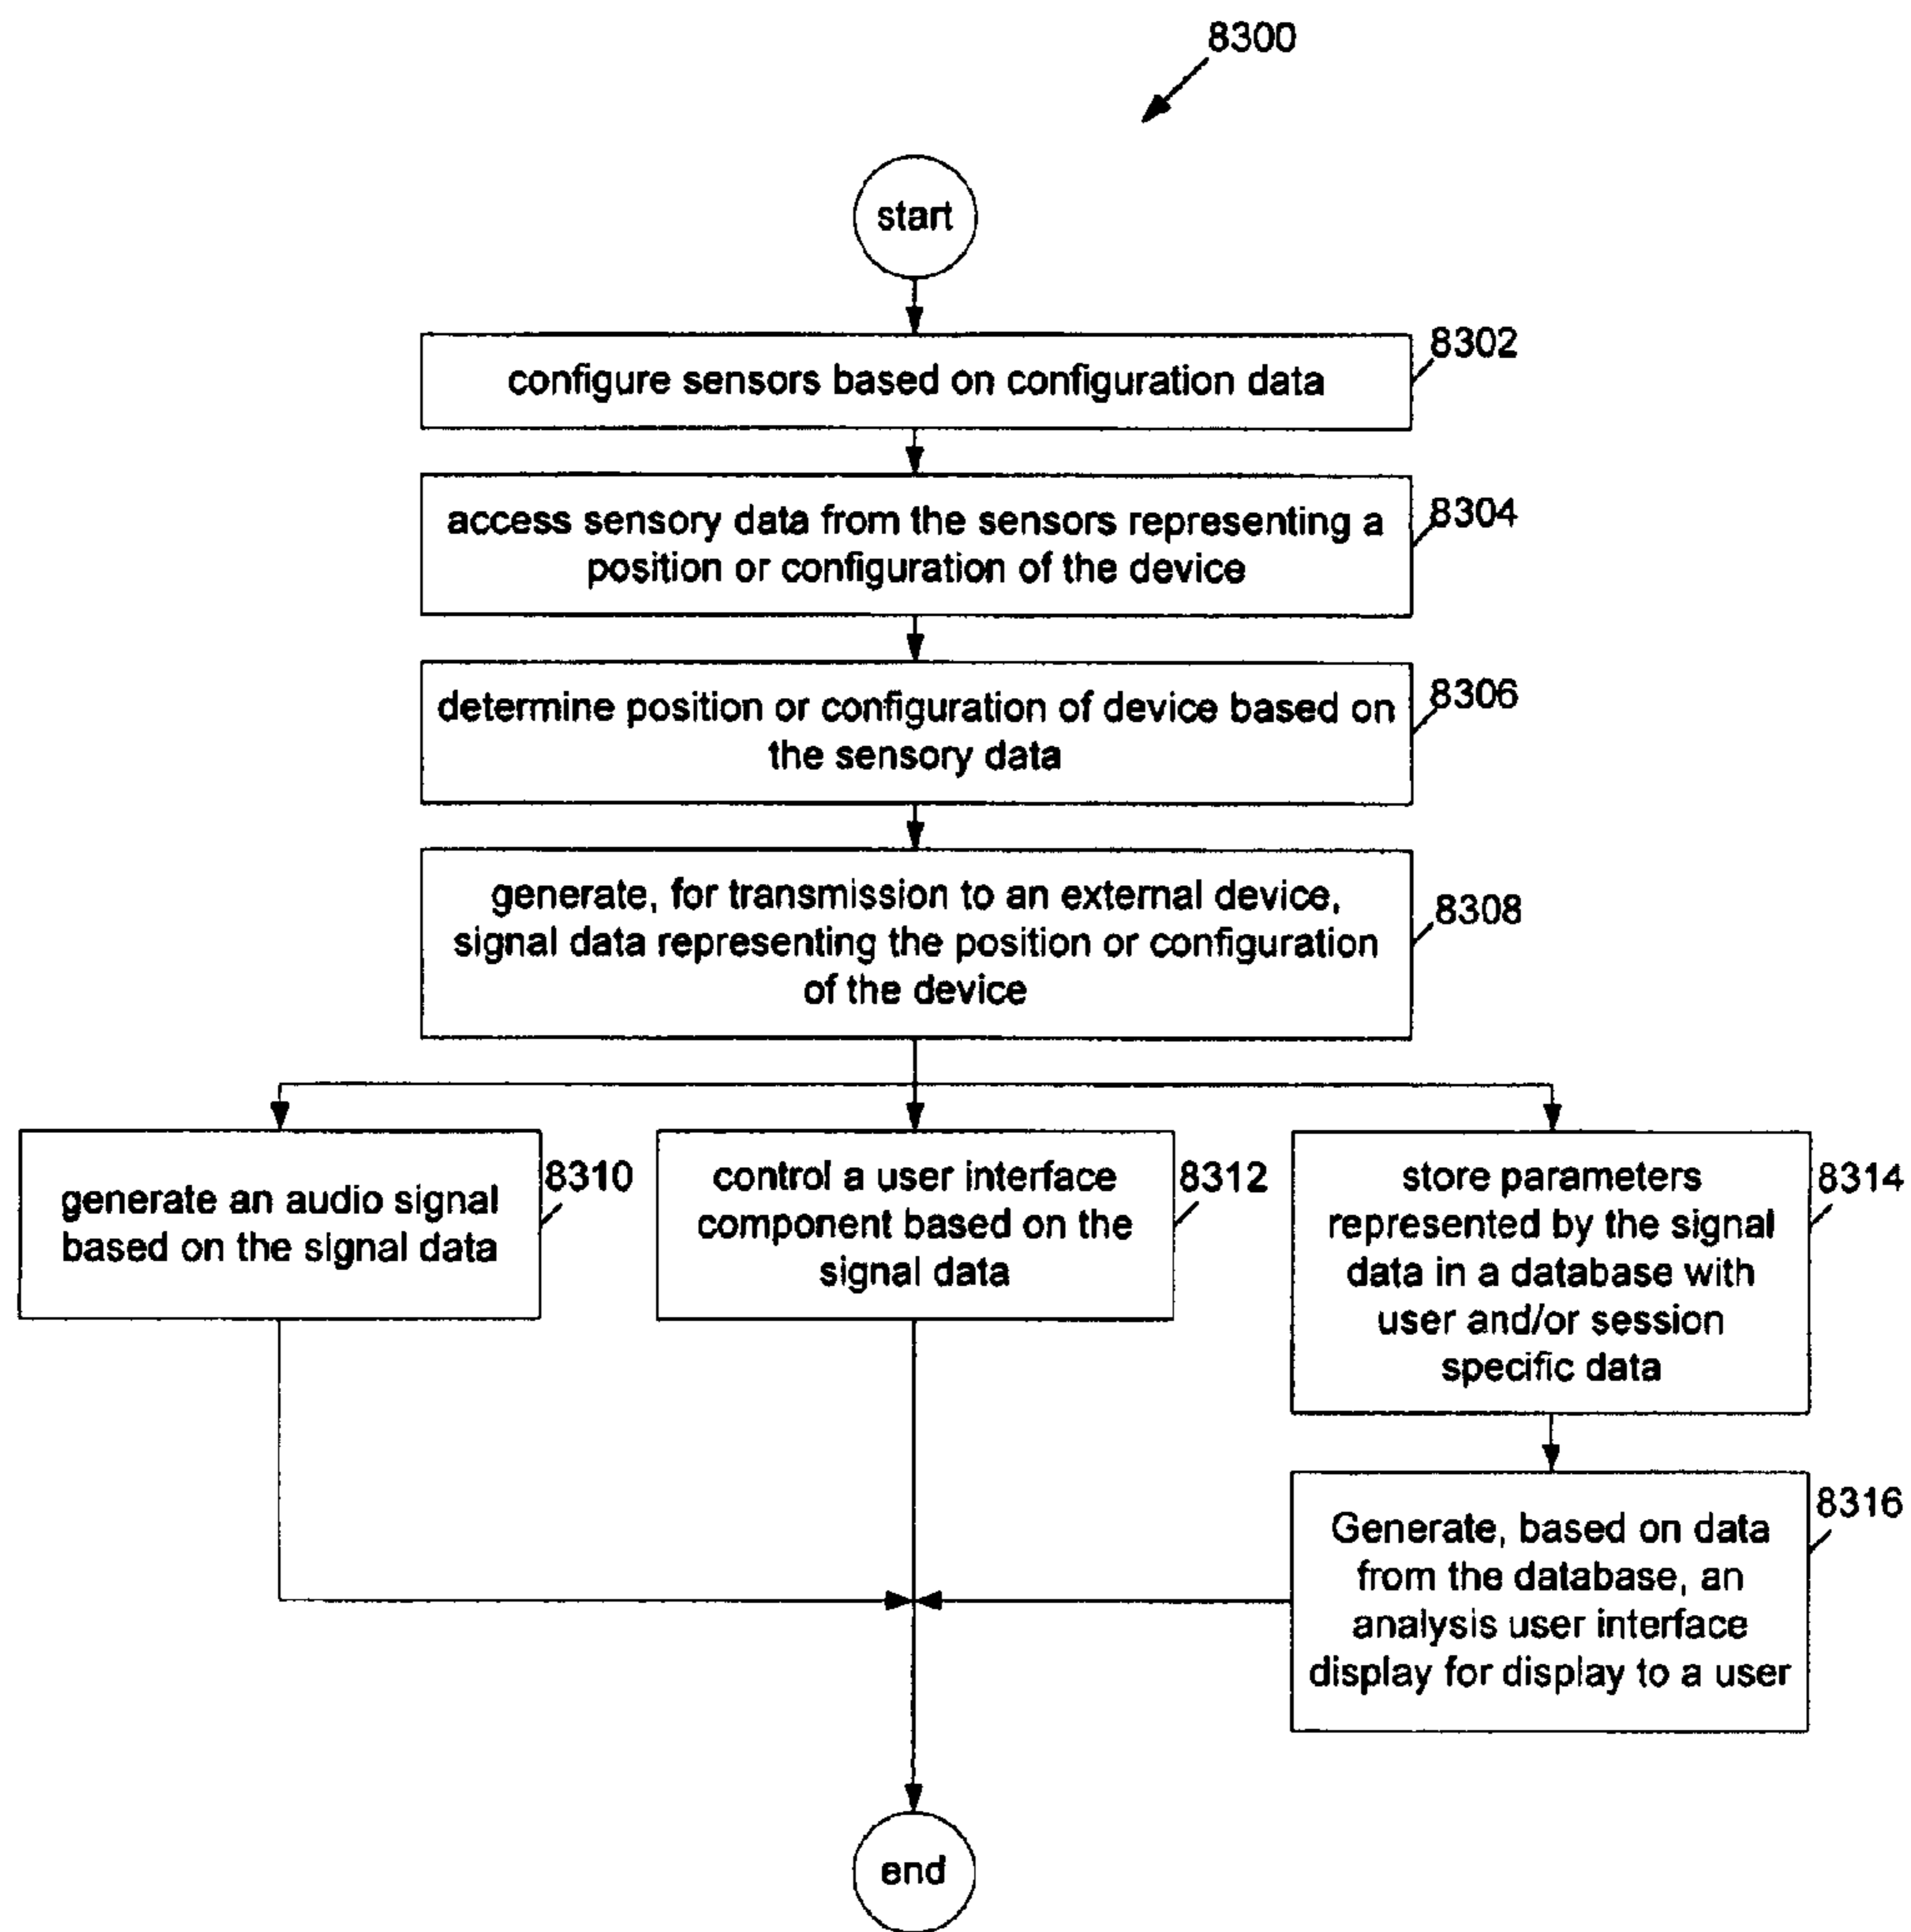 8300
start
8302
configure sensors based on configuration data
8304
access sensory data from the sensors representing a
position or configuration of the device
8306
determine position or configuration of device based on
the sensory data
8308
generate, for transmission to an external device,
signal data representing the position or configuration
of the device
8310
generate an audio signal
based on the signal data
8312
control a user interface
component based on the
signal data
8314
store parameters
represented by the signal
data in a database with
user and/or session
specific data
8316
Generate, based on data
from the database, an
analysis user interface
display for display to a user
end